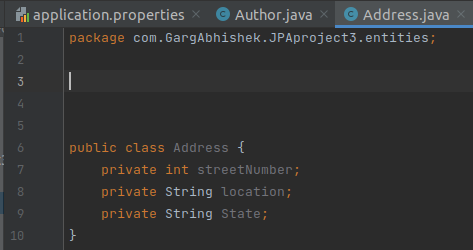 application.properties Author.java Address.java
1 package com.GargAbhishek.JPAproject3.entities;
2
3
4
5
6 public class Address {
7 private int streetNumber;
8 private String location;
9 private String State;
10 }